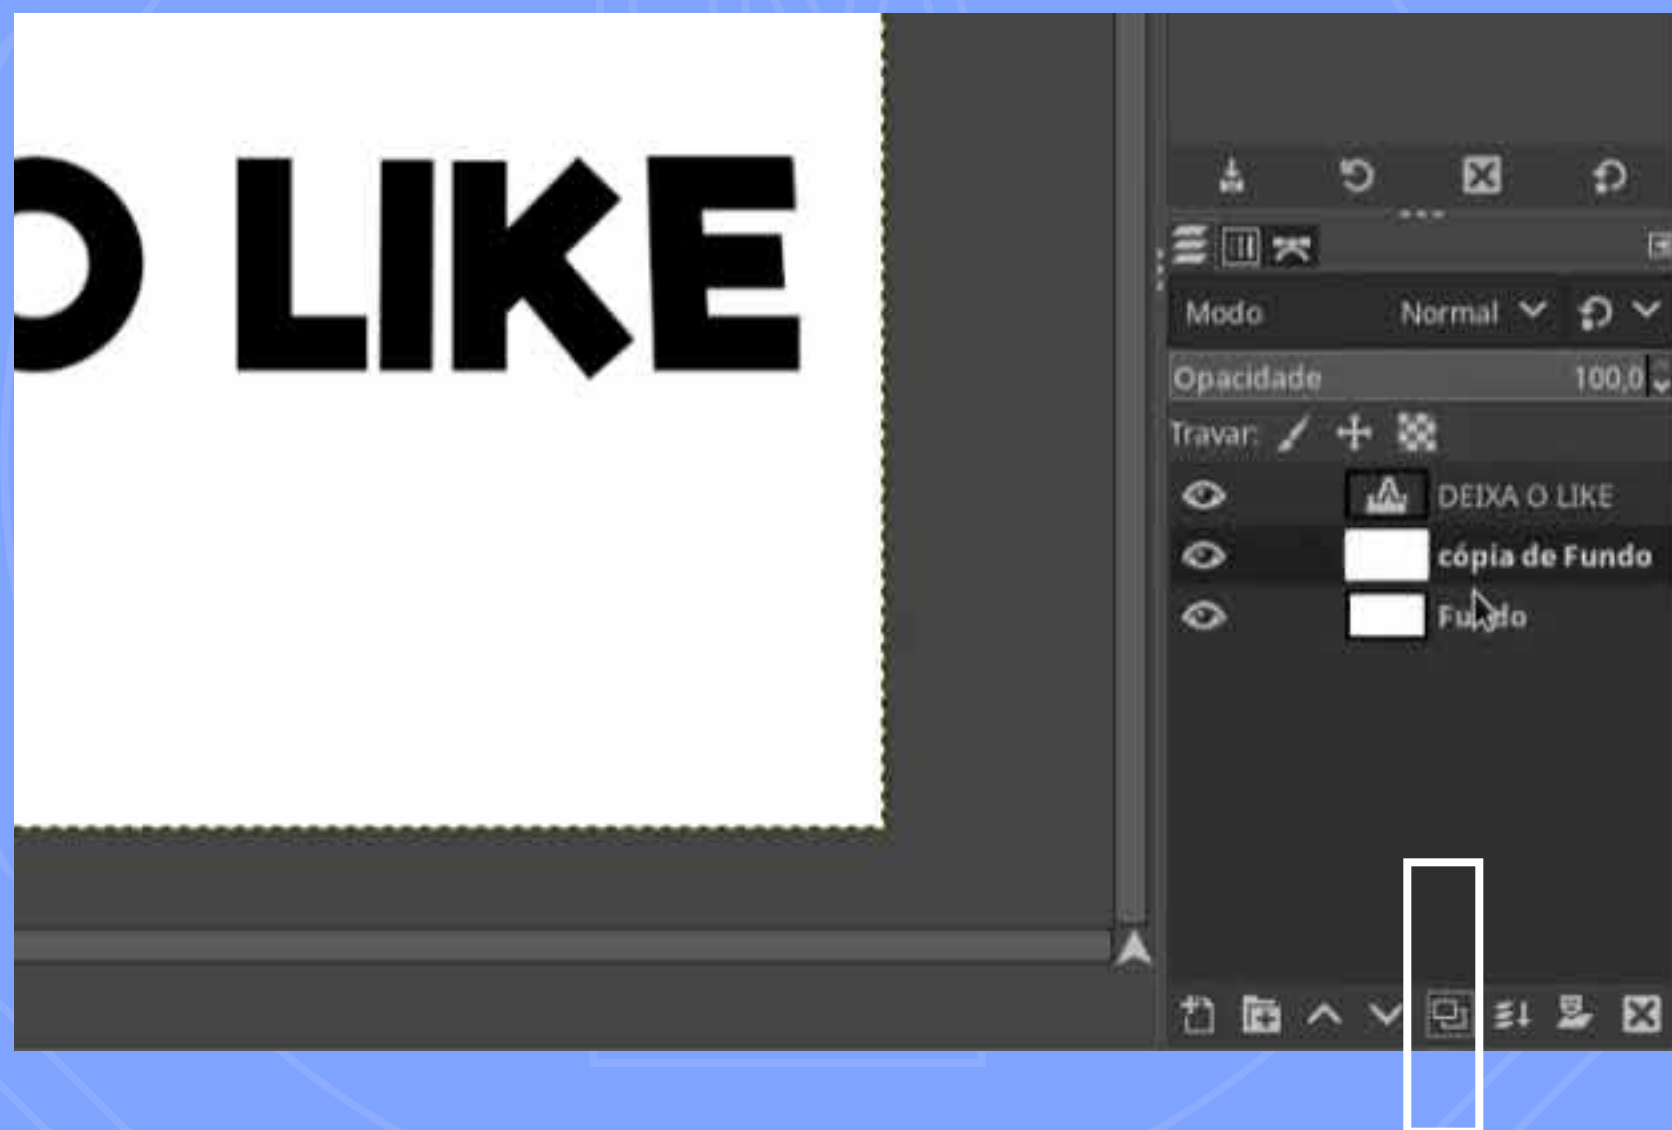 O LIKE
Modo Normal
Opacidade 100,0
Travar:
DEIXA O LIKE
cópia de Fundo
Fundo